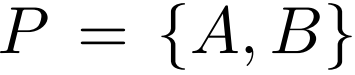 P = {A, B}